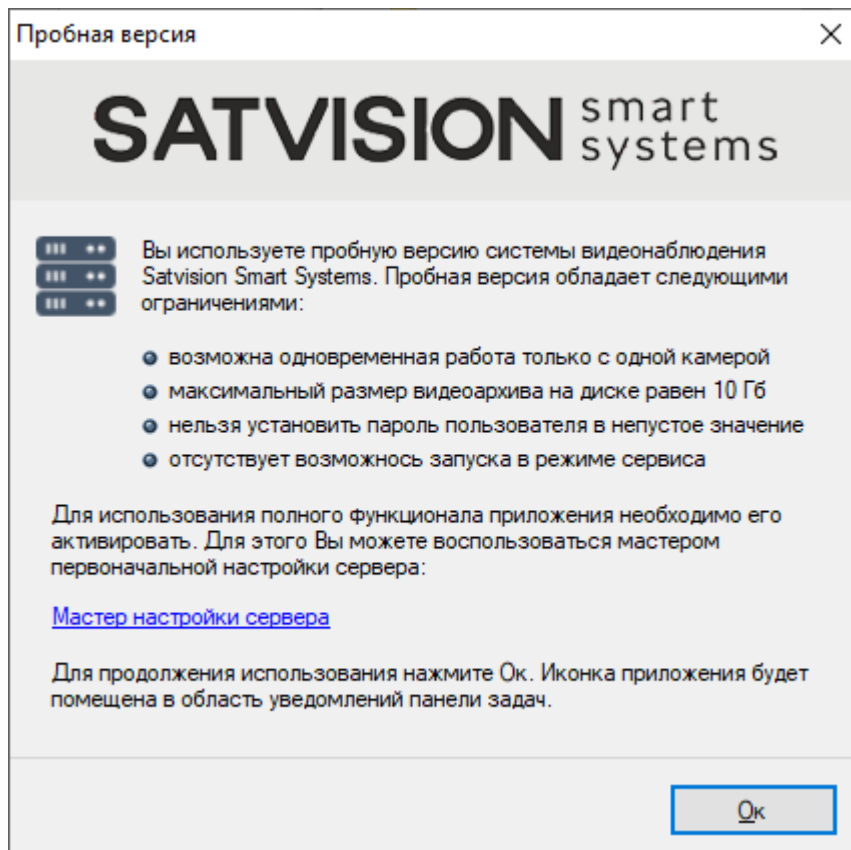 Пробная версия
SATVISION smart systems
Вы используете пробную версию системы видеонаблюдения
Satvision Smart Systems. Пробная версия обладает следующими
ограничениями:
возможна одновременная работа только с одной камерой
максимальный размер видеоархива на диске равен 10 Гб
нельзя установить пароль пользователя в непустое значение
отсутствует возможнось запуска в режиме сервиса
Для использования полного функционала приложения необходимо его
активировать. Для этого Вы можете воспользоваться мастером
первоначальной настройки сервера:
Мастер настройки сервера
Для продолжения использования нажмите Ок. Иконка приложения будет
помещена в область уведомлений панели задач.
Ок